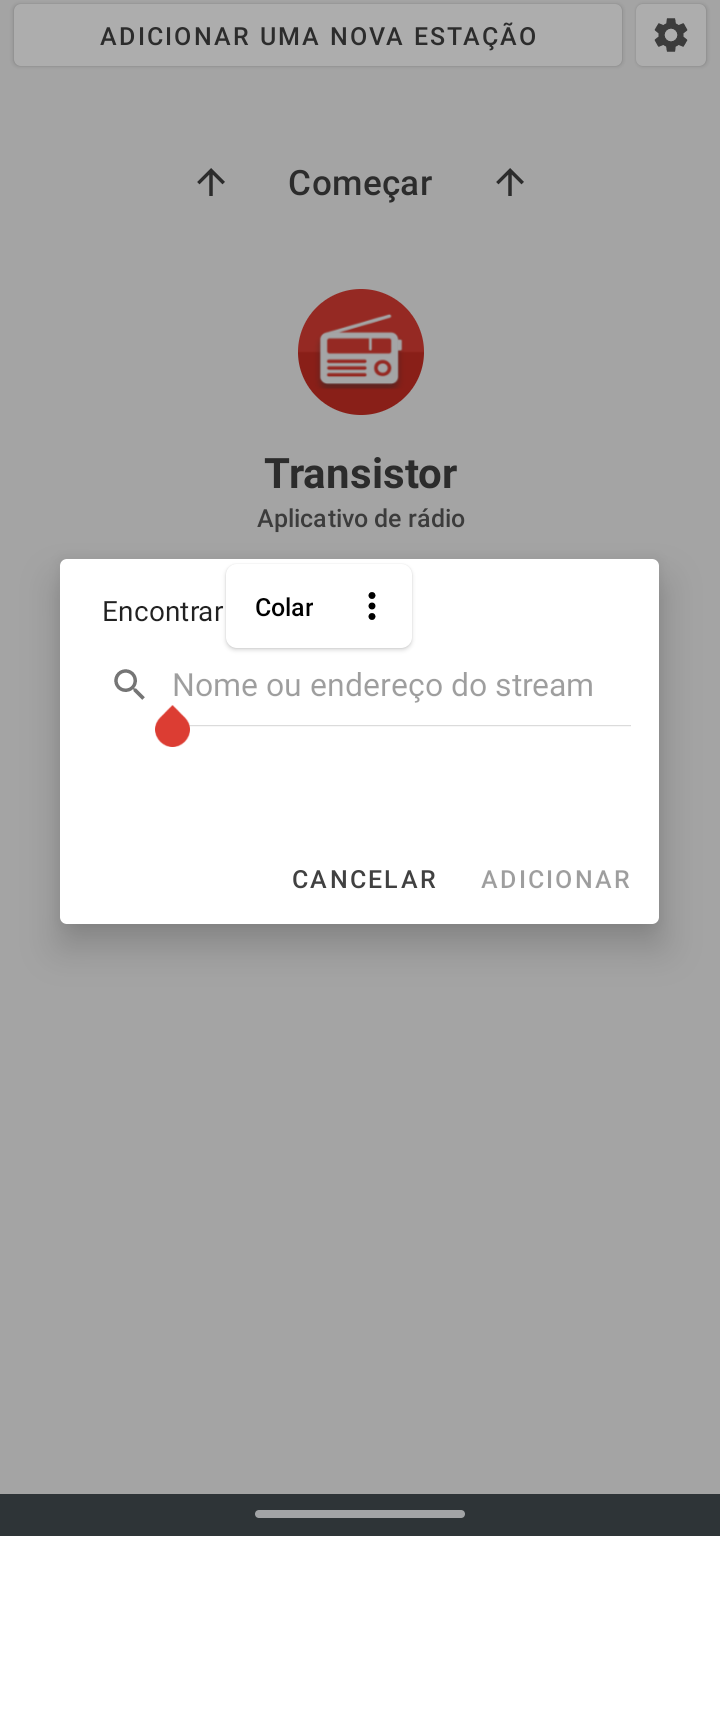 ADICIONAR UMA NOVA ESTAÇÃO
Começar
Transistor
Aplicativo de rádio
Encontrar
Colar
Nome ou endereço do stream
CANCELAR
ADICIONAR